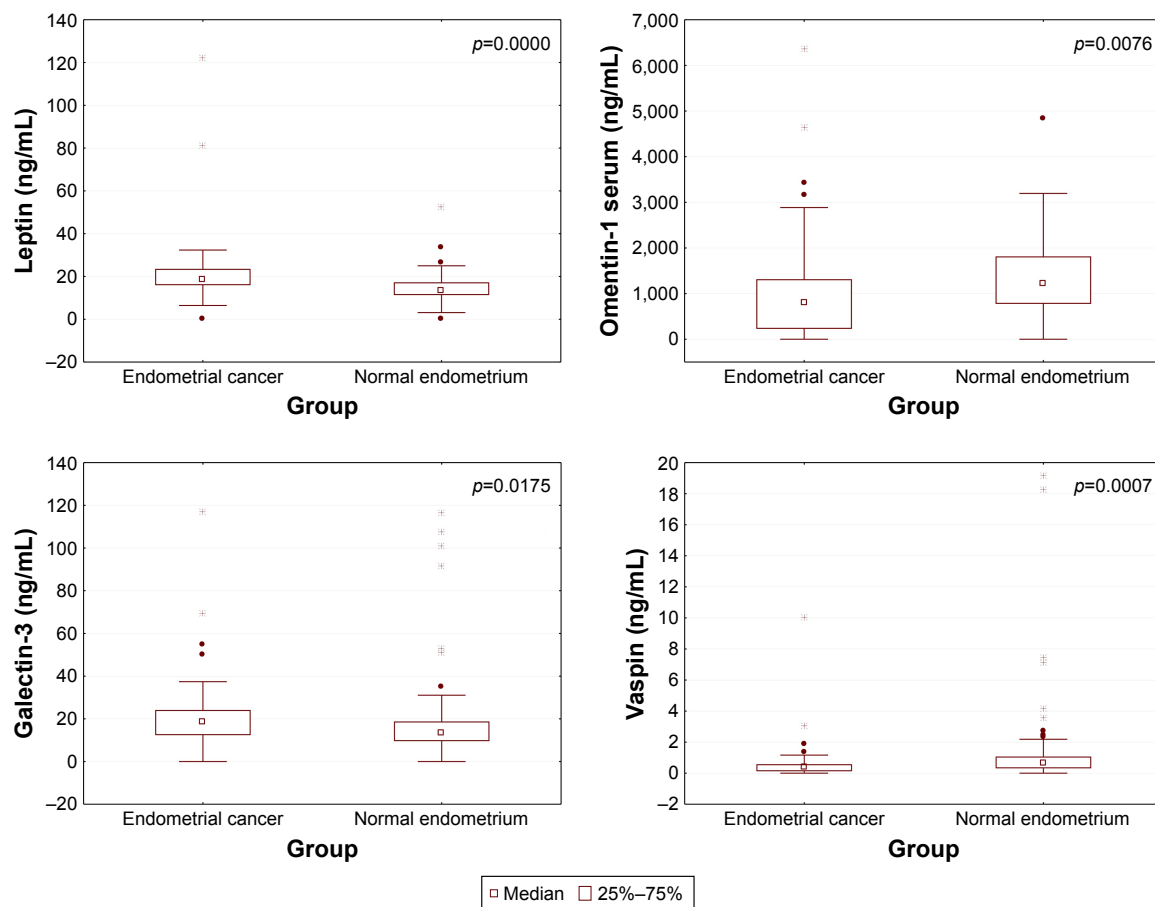 140
120
100
80
60
40
20
0
–20
Leptin (ng/mL)
p=0.0000
Endometrial cancer Normal endometrium
Group
7,000
6,000
5,000
4,000
3,000
2,000
1,000
0
Omentin-1 serum (ng/mL)
p=0.0076
Endometrial cancer Normal endometrium
Group
140
120
100
80
60
40
20
0
–20
Galectin-3 (ng/mL)
p=0.0175
Endometrial cancer Normal endometrium
Group
20
18
16
14
12
10
8
6
4
2
0
–2
Vaspin (ng/mL)
p=0.0007
Endometrial cancer Normal endometrium
Group
Median 25%–75%